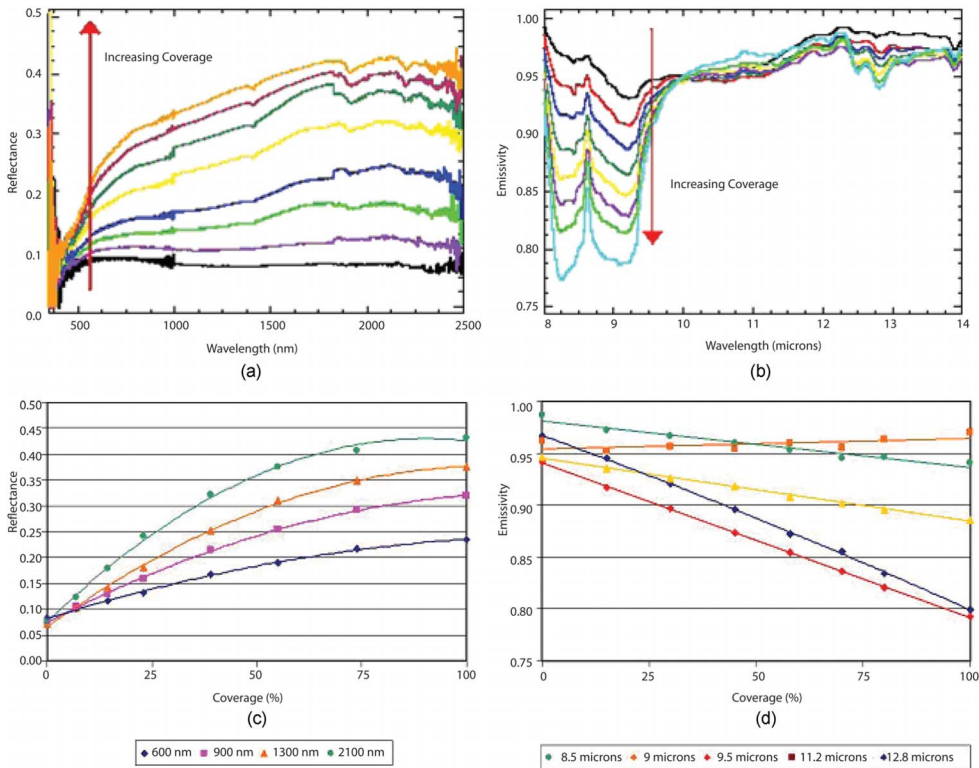 0.5
0.4
0.3
0.2
0.1
0.0
Reflectance
Increasing Coverage
500 1000 1500 2000 2500
Wavelength (nm)
(a)
1.00
0.95
0.90
0.85
0.80
0.75
Emissivity
Increasing Coverage
8 9 10 11 12 13 14
Wavelength (microns)
(b)
0.50
0.45
0.40
0.35
0.30
0.25
0.20
0.15
0.10
0.05
0.00
Reflectance
0 25 50 75 100
Coverage (%)
(c)
600 nm 900 nm 1300 nm 2100 nm
1.00
0.95
0.90
0.85
0.80
0.75
Emissivity
0 25 50 75 100
Coverage (%)
(d)
8.5 microns 9 microns 9.5 microns 11.2 microns 12.8 microns